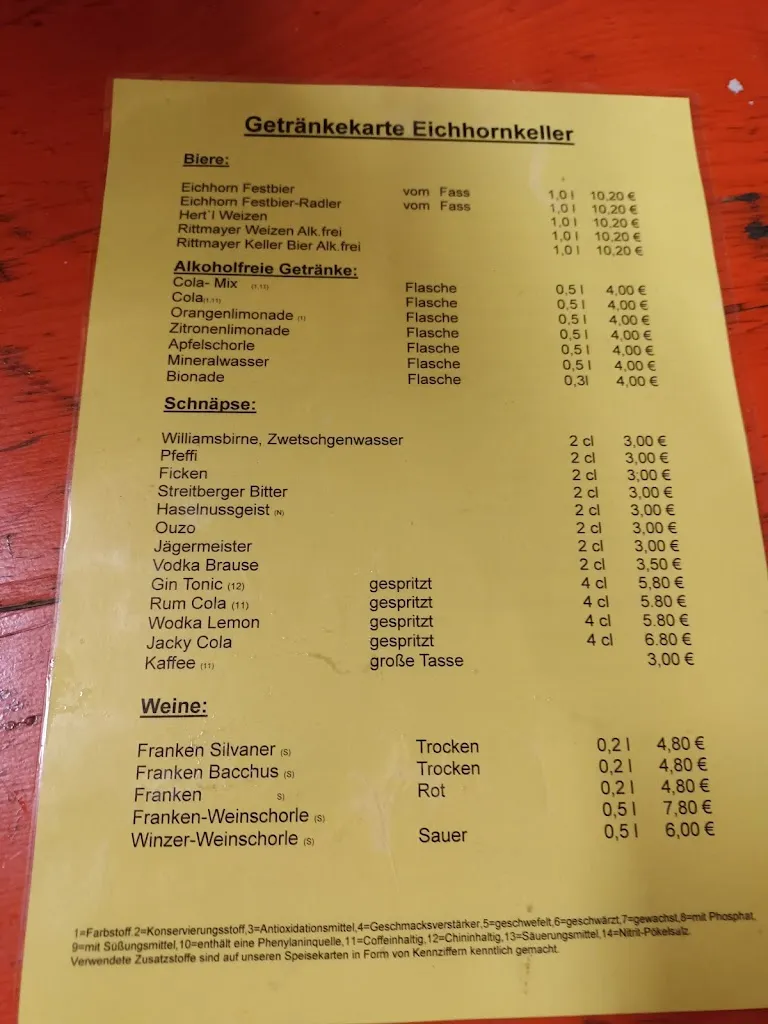 Getränkekarte Eichhornkeller
Biere:
Eichhorn Festbier vom Fass 1,0 l 10,20 €
Eichhorn Festbier-Radler vom Fass 1,0 l 10,20 €
Hert`l Weizen 1,0 l 10,20 €
Rittmayer Weizen Alk.frei 1,0 l 10,20 €
Rittmayer Keller Bier Alk.frei 1,0 l 10,20 €
Alkoholfreie Getränke:
Cola- Mix (1,11) Flasche 0,5 l 4,00 €
Cola(1,11) Flasche 0,5 l 4,00 €
Orangenlimonade (1) Flasche 0,5 l 4,00 €
Zitronenlimonade Flasche 0,5 l 4,00 €
Apfelschorle Flasche 0,5 l 4,00 €
Mineralwasser Flasche 0,5 l 4,00 €
Bionade Flasche 0,3l 4,00 €
Schnäpse:
Williamsbirne, Zwetschgenwasser 2 cl 3,00 €
Pfeffi 2 cl 3,00 €
Ficken 2 cl 3,00 €
Streitberger Bitter 2 cl 3,00 €
Haselnussgeist (N) 2 cl 3,00 €
Ouzo 2 cl 3,00 €
Jägermeister 2 cl 3,00 €
Vodka Brause 2 cl 3,50 €
Gin Tonic (12) gespritzt 4 cl 5,80 €
Rum Cola (11) gespritzt 4 cl 5.80 €
Wodka Lemon gespritzt 4 cl 5.80 €
Jacky Cola gespritzt 4 cl 6.80 €
Kaffee (11) große Tasse 3,00 €
Weine:
Franken Silvaner (S) Trocken 0,2 l 4,80 €
Franken Bacchus (S) Trocken 0,2 l 4,80 €
Franken S) Rot 0,2 l 4,80 €
Franken-Weinschorle (S) 0,5 l 7,80 €
Winzer-Weinschorle (S) Sauer 0,5 l 6,00 €
1=Farbstoff.2=Konservierungsstoff,3=Antioxidationsmittel,4=Geschmacksverstärker,5=geschwefelt,6=geschwärzt,7=gewachst,8=mit Phosphat,
9=mit Süßungsmittel,10=enthält eine Phenylaninquelle,11=Coffeinhaltig,12=Chininhaltig,13=Säuerungsmittel,14=Nitrit-Pökelsalz.
Verwendete Zusatzstoffe sind auf unseren Speisekarten in Form von Kennziffern kenntlich gemacht.